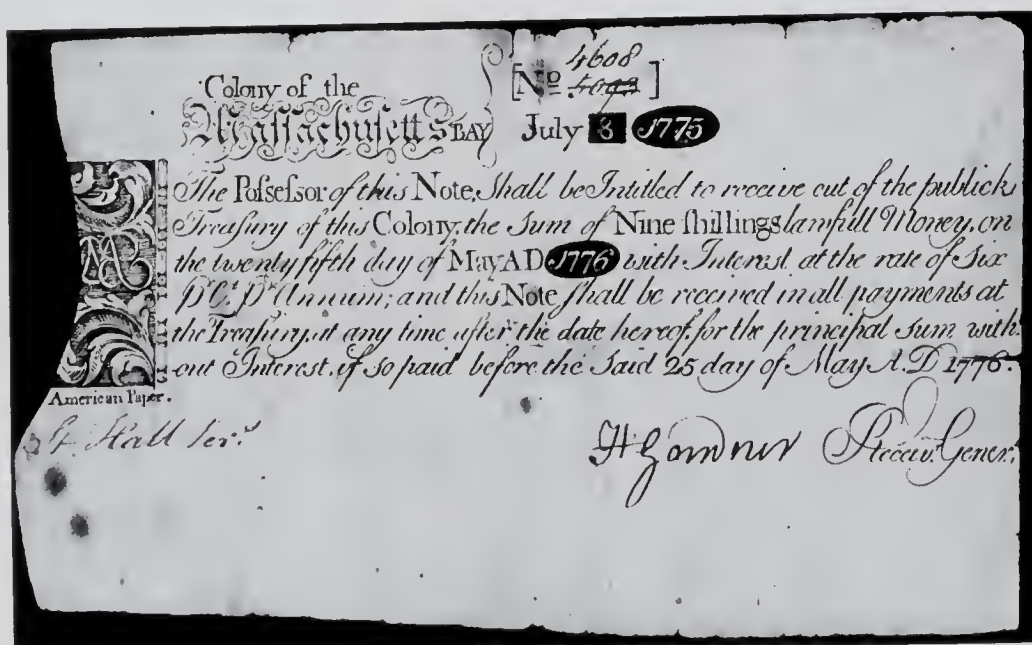 4608
Colony of the [No. 4092]
Maſſachuſetts BAY July 8 1775
The Poſseſsor of this Note, Shall be Intitled to receive out of the publick
Treaſury of this Colony, the Sum of Nine ſhillings lawfull Money, on
the twenty fifth day of May A D 1776 with Interest at the rate of Six
P Ct. Pr Annum; and this Note ſhall be received in all payments at
the Treaſury, at any time after the date hereof, for the principal Sum with
out Interest, if so paid before the Said 25 day of May A. D 1776.
MB
American Paper.
Hall
H Gardner Receivr. Gener.